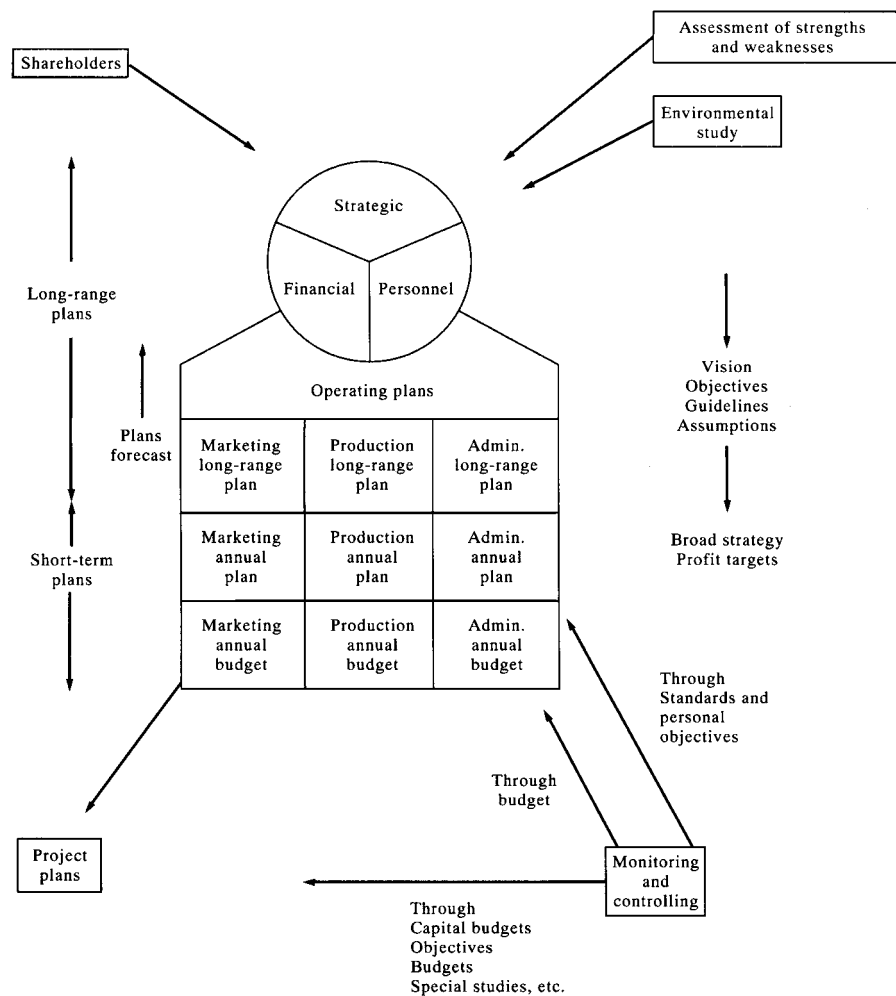 Assessment of strengths
and weaknesses
Shareholders
Environmental
study
Strategic
Financial
Personnel
Long-range
plans
Vision
Objectives
Guidelines
Assumptions
Operating plans
Plans
forecast
Marketing
long-range
plan
Production
long-range
plan
Admin.
long-range
plan
Short-term
plans
Marketing
annual
plan
Production
annual
plan
Admin.
annual
plan
Broad strategy
Profit targets
Marketing
annual
budget
Production
annual
budget
Admin.
annual
budget
Through
Standards and
personal
objectives
Through
budget
Project
plans
Monitoring
and
controlling
Through
Capital budgets
Objectives
Budgets
Special studies, etc.